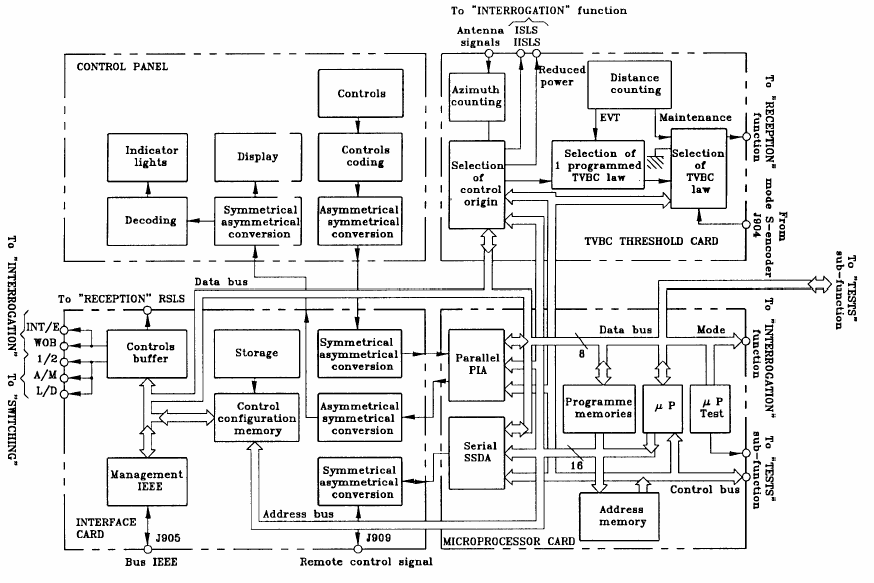 To "INTERROGATION" function
Antenna
signals
ISLS
IISLS
CONTROL PANEL
Controls
Controls
coding
Indicator
lights
Display
Decoding
Symmetrical
asymmetrical
conversion
Asymmetrical
symmetrical
conversion
Azimuth
counting
Reduced
power
Distance
counting
EVT
Maintenance
Selection
of
control
origin
Selection of
1 programmed
TVBC law
Selection
of
TVBC
law
TVBC THRESHOLD CARD
To "RECEPTION"
function
From
mode S-encoder
J904
To "TESTS"
sub-function
Data bus
To "RECEPTION" RSLS
To "INTERROGATION"
To "SWITCHING"
INT/E
WOB
1/2
A/M
L/D
Controls
buffer
Storage
Control
configuration
memory
Management
IEEE
INTERFACE
CARD
J905
Bus IEEE
Symmetrical
asymmetrical
conversion
Asymmetrical
symmetrical
conversion
Symmetrical
asymmetrical
conversion
Address bus
J909
Remote control signal
Parallel
PIA
Serial
SSDA
8
Data bus
Mode
Programme
memories
μ P
μ P
Test
16
Control bus
Address
memory
MICROPROCESSOR CARD
To "INTERROGATION"
function
To "TESTS"
sub-function